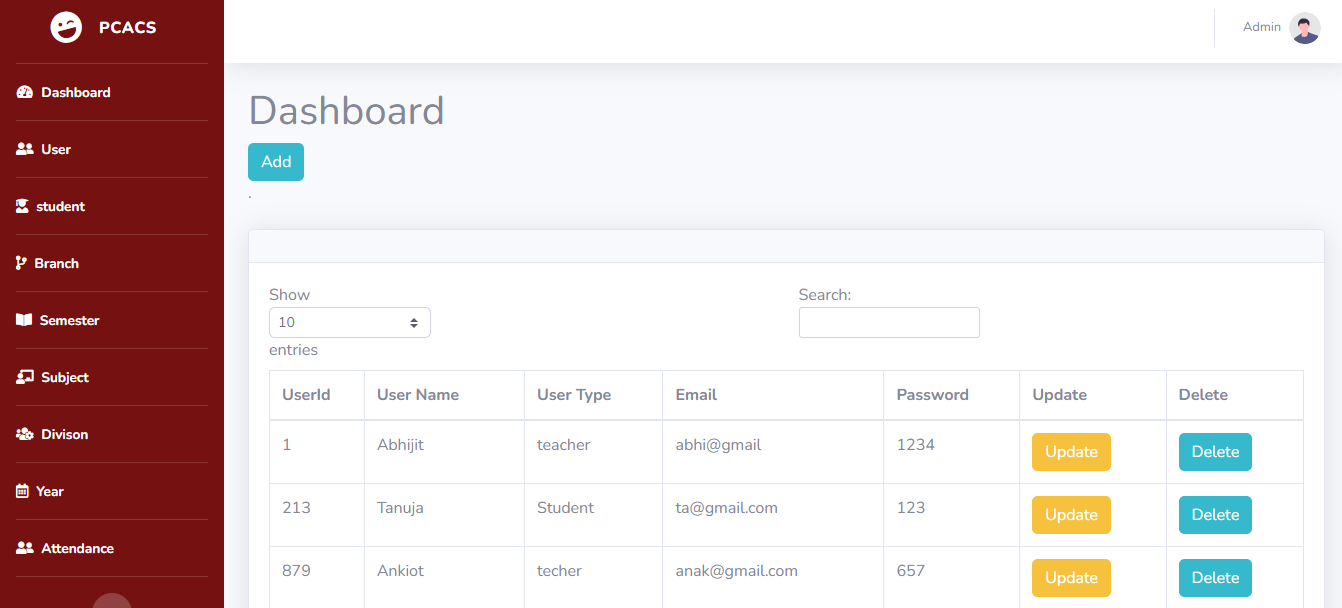 PCACS
Admin
Dashboard
User
student
Branch
Semester
Subject
Divison
Year
Attendance
Dashboard
Add
.
Show
10
entries
Search:
UserId User Name User Type Email Password Update Delete
1 Abhijit teacher abhi@gmail 1234 Update Delete
213 Tanuja Student ta@gmail.com 123 Update Delete
879 Ankiot techer anak@gmail.com 657 Update Delete